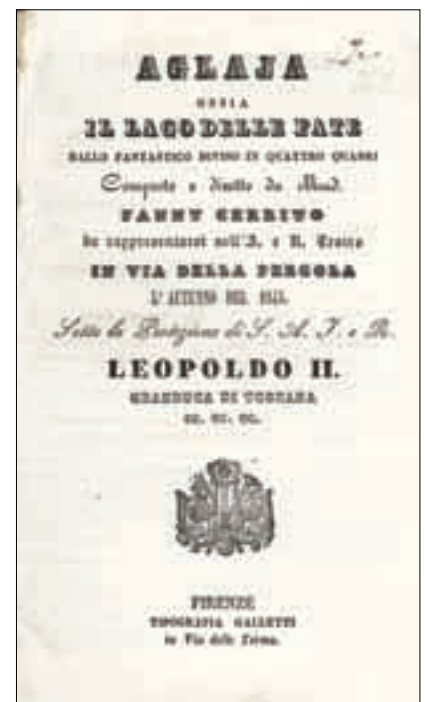 AGLAJA
OSSIA
IL LAGO DELLE FATE
BALLO FANTASTICO DIVISO IN QUATTRO QUADRI
Composto e diretto da Mad.
FANNY CERRITO
da rappresentarsi nell'I. e R. Teatro
IN VIA DELLA PERGOLA
L'AUTUNNO DEL
Sotto la Protezione di S. A. I. e R.
LEOPOLDO II.
GRANDUCA DI TOSCANA
EC. EC. EC.
FIRENZE
TIPOGRAFIA GALLETTI
in Via delle Terme.